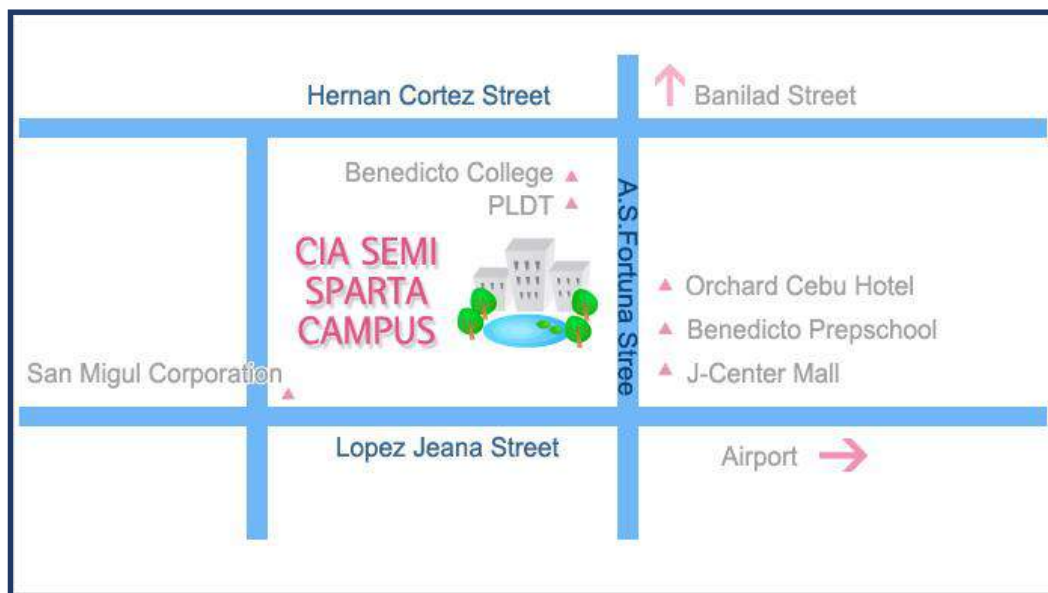 Hernan Cortez Street
Banilad Street
Benedicto College
PLDT
A.S.Fortuna Stree
CIA SEMI
SPARTA
CAMPUS
Orchard Cebu Hotel
Benedicto Prepschool
J-Center Mall
San Migul Corporation
Lopez Jeana Street
Airport